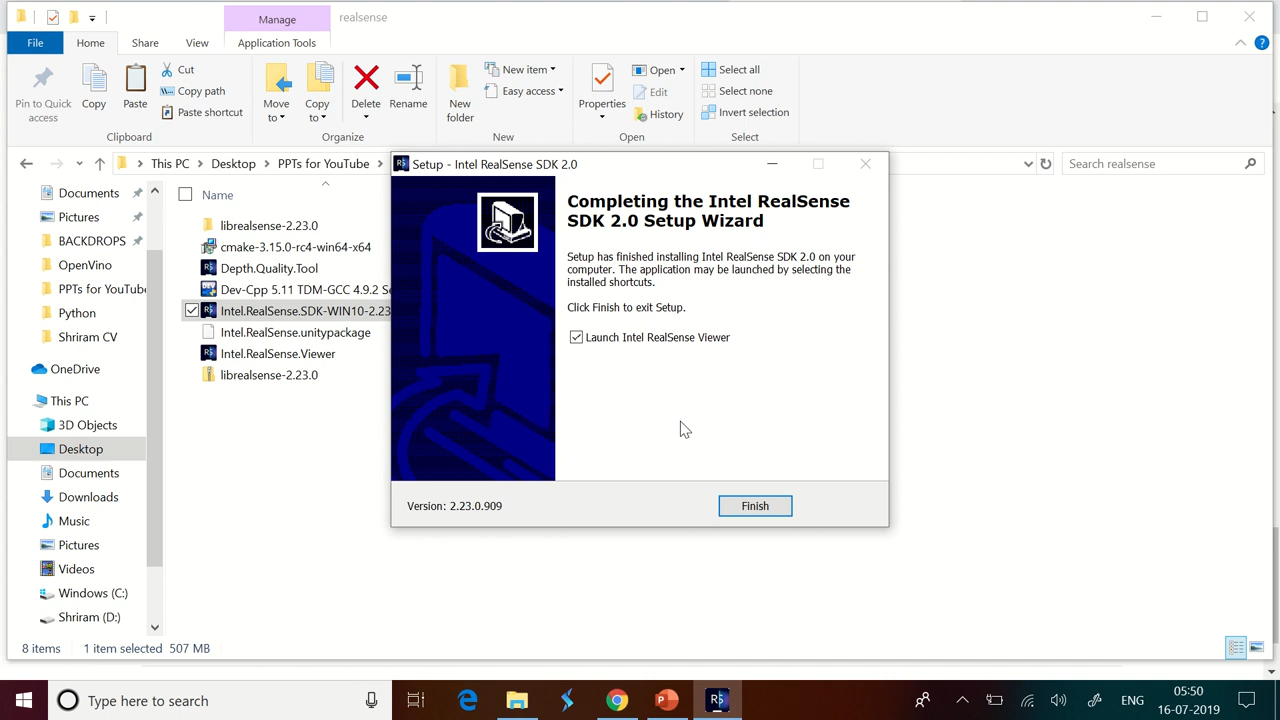 Manage
realsense
File
Home
Share
View
Application Tools
Pin to Quick
access
Copy
Paste
Cut
Copy path
Paste shortcut
Clipboard
Move
to
Copy
to
Delete
Rename
Organize
New
folder
New item
Easy access
New
Properties
Open
Edit
History
Open
Select all
Select none
Invert selection
Select
This PC
Desktop
PPTs for YouTube
Search realsense
Documents
Pictures
BACKDROPS
OpenVino
PPTs for YouTub
Python
Shriram CV
OneDrive
This PC
3D Objects
Desktop
Documents
Downloads
Music
Pictures
Videos
Windows (C:)
Shriram (D:)
Name
librealsense-2.23.0
cmake-3.15.0-rc4-win64-x64
Depth.Quality.Tool
Dev-Cpp 5.11 TDM-GCC 4.9.2 Se
Intel.RealSense.SDK-WIN10-2.23
Intel.RealSense.unitypackage
Intel.RealSense.Viewer
librealsense-2.23.0
Setup - Intel RealSense SDK 2.0
Completing the Intel RealSense
SDK 2.0 Setup Wizard
Setup has finished installing Intel RealSense SDK 2.0 on your
computer. The application may be launched by selecting the
installed shortcuts.
Click Finish to exit Setup.
Launch Intel RealSense Viewer
Version: 2.23.0.909
Finish
8 items
1 item selected 507 MB
Type here to search
ENG
05:50
16-07-2019